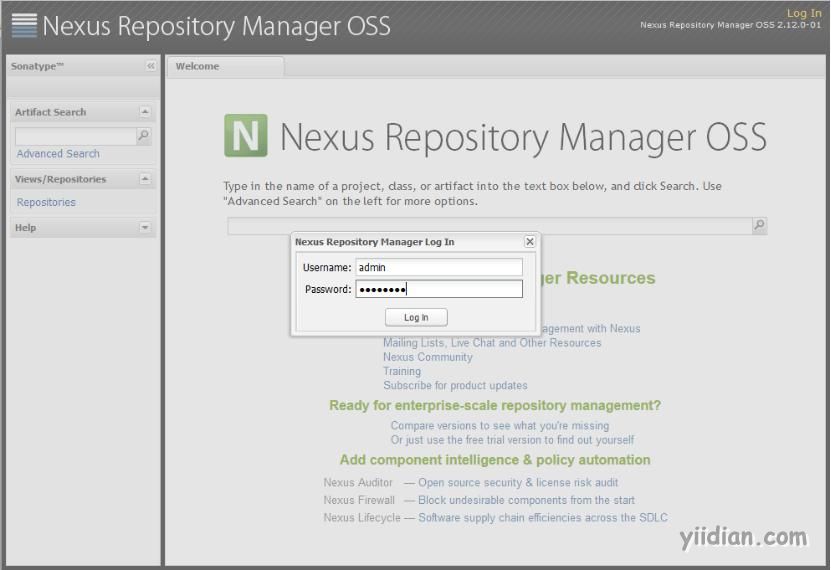 Nexus Repository Manager OSS
Log In
Nexus Repository Manager OSS 2.12.0-01
Sonatype™
Welcome
Artifact Search
Advanced Search
Views/Repositories
Repositories
Help
N Nexus Repository Manager OSS
Type in the name of a project, class, or artifact into the text box below, and click Search. Use
"Advanced Search" on the left for more options.
Nexus Repository Manager Log In
Username: admin
Password:
Log In
Resources
with Nexus
Mailing Lists, Live Chat and Other Resources
Nexus Community
Training
Subscribe for product updates
Ready for enterprise-scale repository management?
Compare versions to see what you're missing
Or just use the free trial version to find out yourself
Add component intelligence & policy automation
Nexus Auditor — Open source security & license risk audit
Nexus Firewall — Block undesirable components from the start
Nexus Lifecycle — Software supply chain efficiencies across the SDLC
yiidian.com